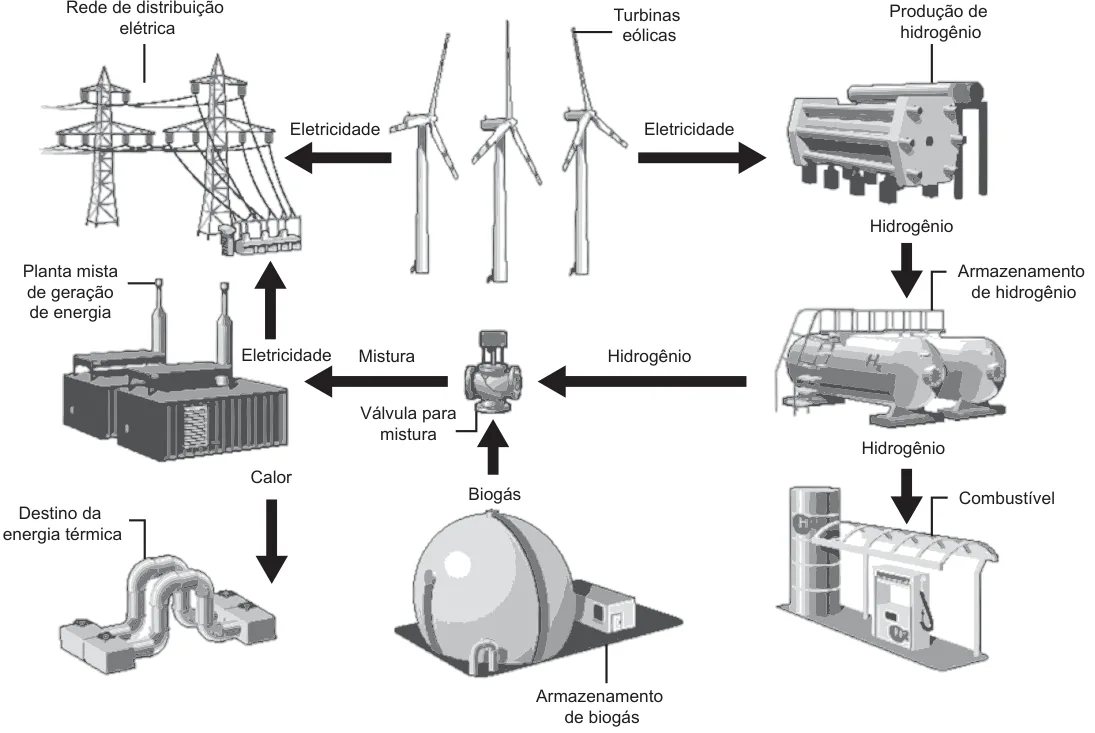 Rede de distribuição
elétrica
Turbinas
eólicas
Produção de
hidrogênio
Eletricidade
Eletricidade
Hidrogênio
Planta mista
de geração
de energia
Armazenamento
de hidrogênio
Eletricidade
Mistura
Hidrogênio
H
Válvula para
mistura
Hidrogênio
Calor
Biogás
Combustível
Destino da
energia térmica
Armazenamento
de biogás